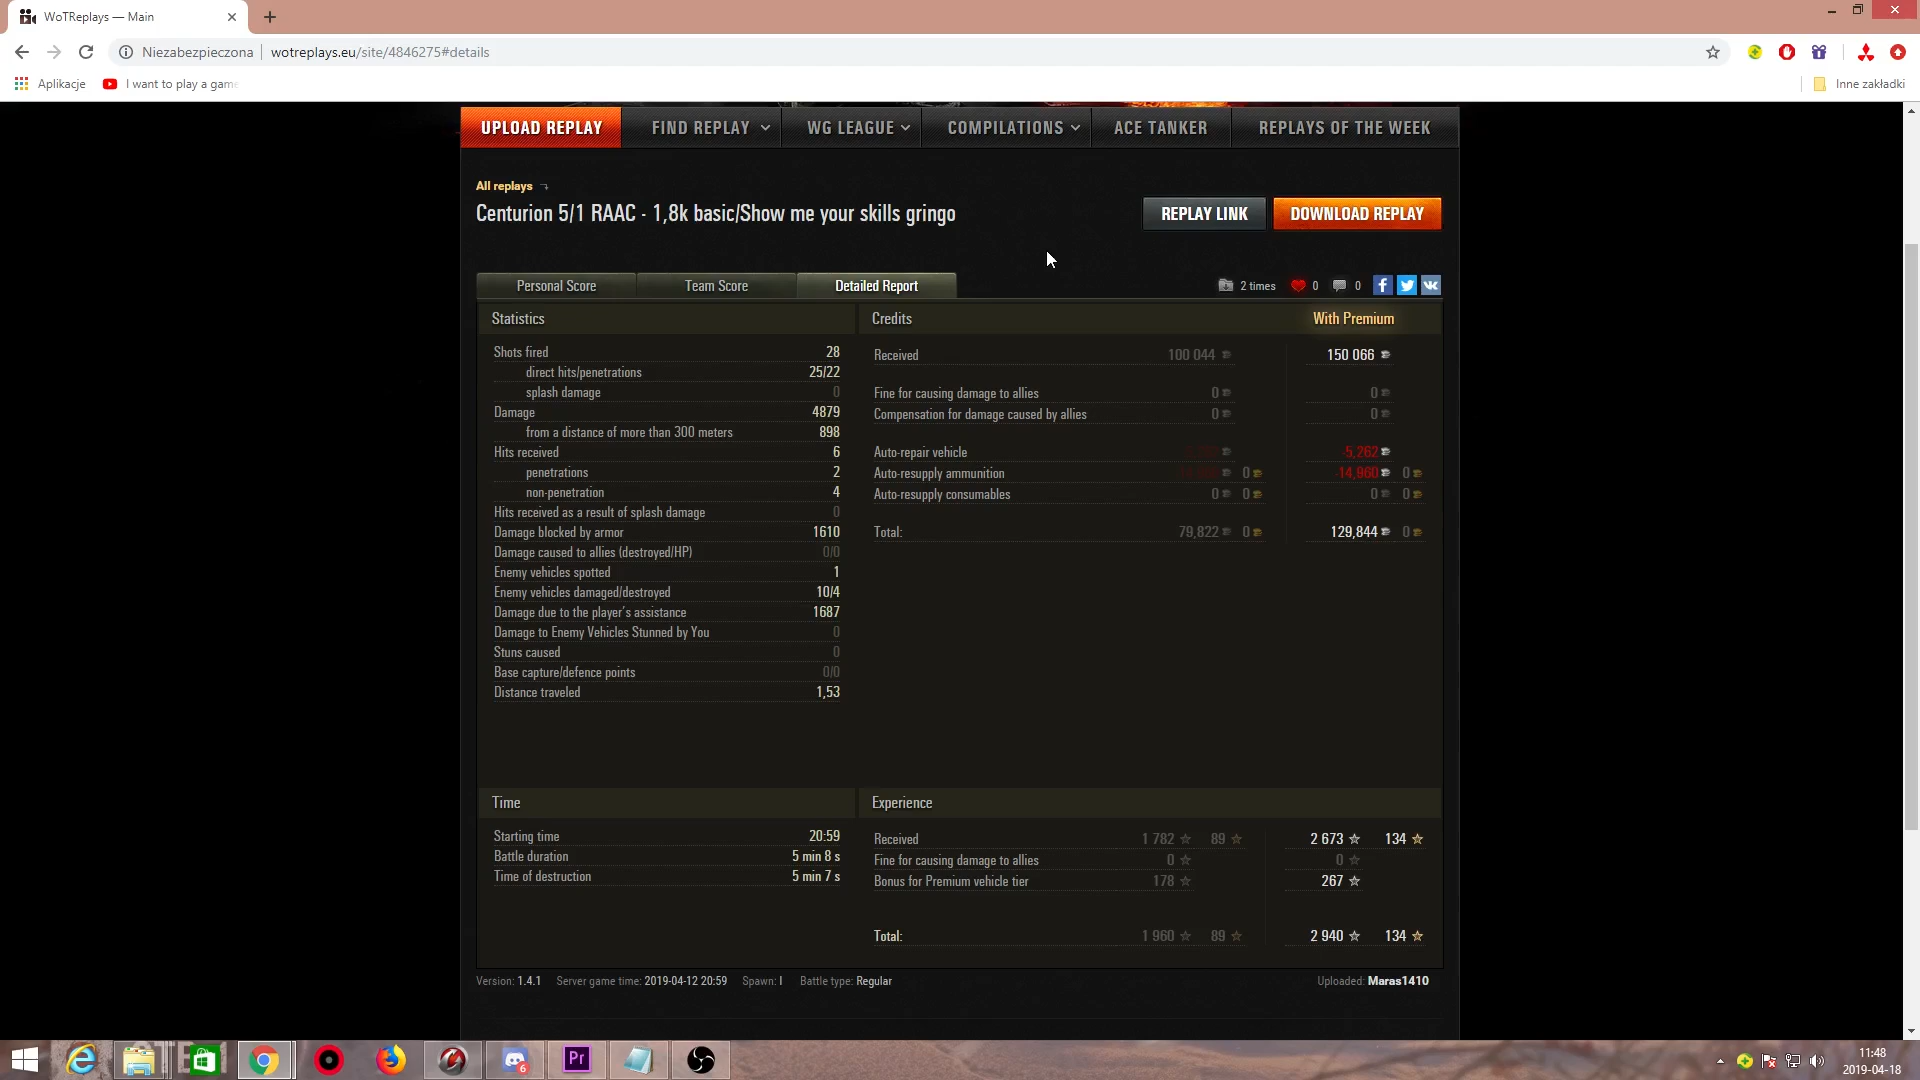 WoTReplays — Main
Niezabezpieczona
wotreplays.eu/site/4846275#details
Aplikacje
I want to play a game
Inne zakładki
UPLOAD REPLAY
FIND REPLAY
WG LEAGUE
COMPILATIONS
ACE TANKER
REPLAYS OF THE WEEK
All replays
Centurion 5/1 RAAC - 1,8k basic/Show me your skills gringo
REPLAY LINK
DOWNLOAD REPLAY
Personal Score
Team Score
Detailed Report
2 times
0
0
Statistics
Shots fired 28
direct hits/penetrations 25/22
splash damage 0
Damage 4879
from a distance of more than 300 meters 898
Hits received 6
penetrations 2
non-penetration 4
Hits received as a result of splash damage 0
Damage blocked by armor 1610
Damage caused to allies (destroyed/HP) 0/0
Enemy vehicles spotted 1
Enemy vehicles damaged/destroyed 10/4
Damage due to the player's assistance 1687
Damage to Enemy Vehicles Stunned by You 0
Stuns caused 0
Base capture/defence points 0/0
Distance traveled 1,53
Credits With Premium
Received 100 044 150 066
Fine for causing damage to allies 0 0
Compensation for damage caused by allies 0 0
Auto-repair vehicle -5,262
Auto-resupply ammunition 0 -14,960 0
Auto-resupply consumables 0 0 0 0
Total: 79,822 0 129,844 0
Time
Starting time 20:59
Battle duration 5 min 8 s
Time of destruction 5 min 7 s
Experience
Received 1 782 89 2 673 134
Fine for causing damage to allies 0 0
Bonus for Premium vehicle tier 178 267
Total: 1 960 89 2 940 134
Version: 1.4.1 Server game time: 2019-04-12 20:59 Spawn: I Battle type: Regular
Uploaded: Maras1410
Pr
6
11:48
2019-04-18